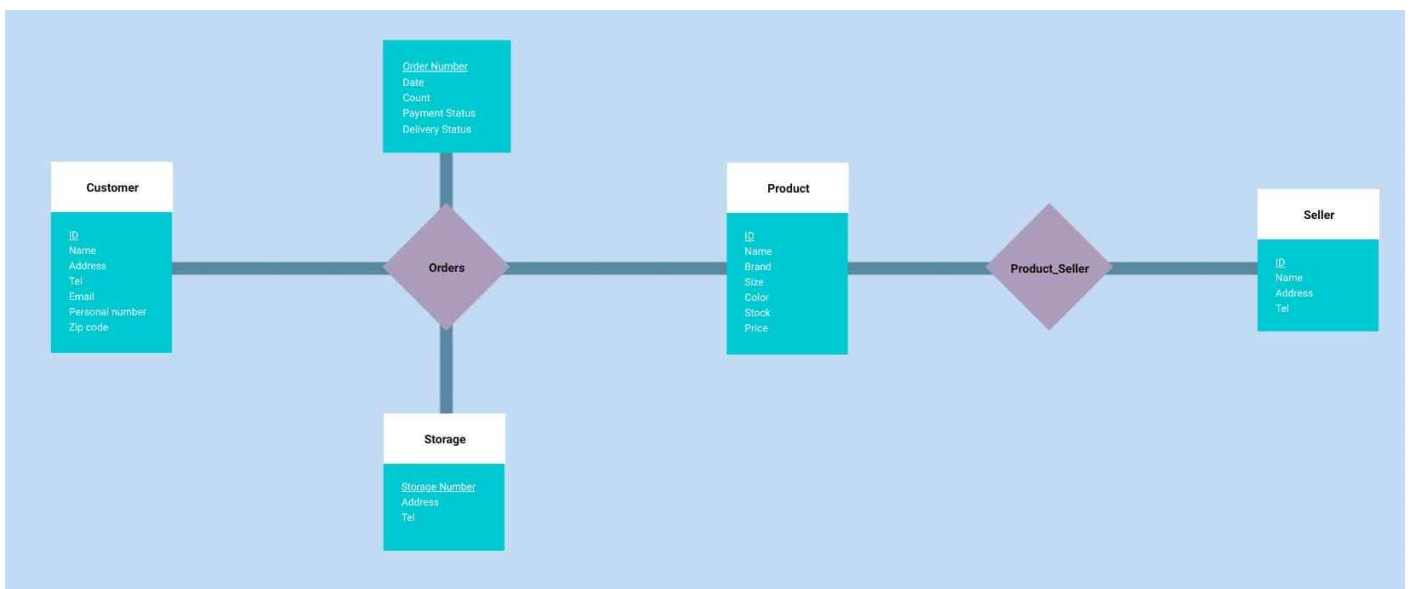 Order Number
Date
Count
Payment Status
Delivery Status
Customer
ID
Name
Address
Tel
Email
Personal number
Zip code
Orders
Product
ID
Name
Brand
Size
Color
Stock
Price
Product_Seller
Seller
ID
Name
Address
Tel
Storage
Storage Number
Address
Tel